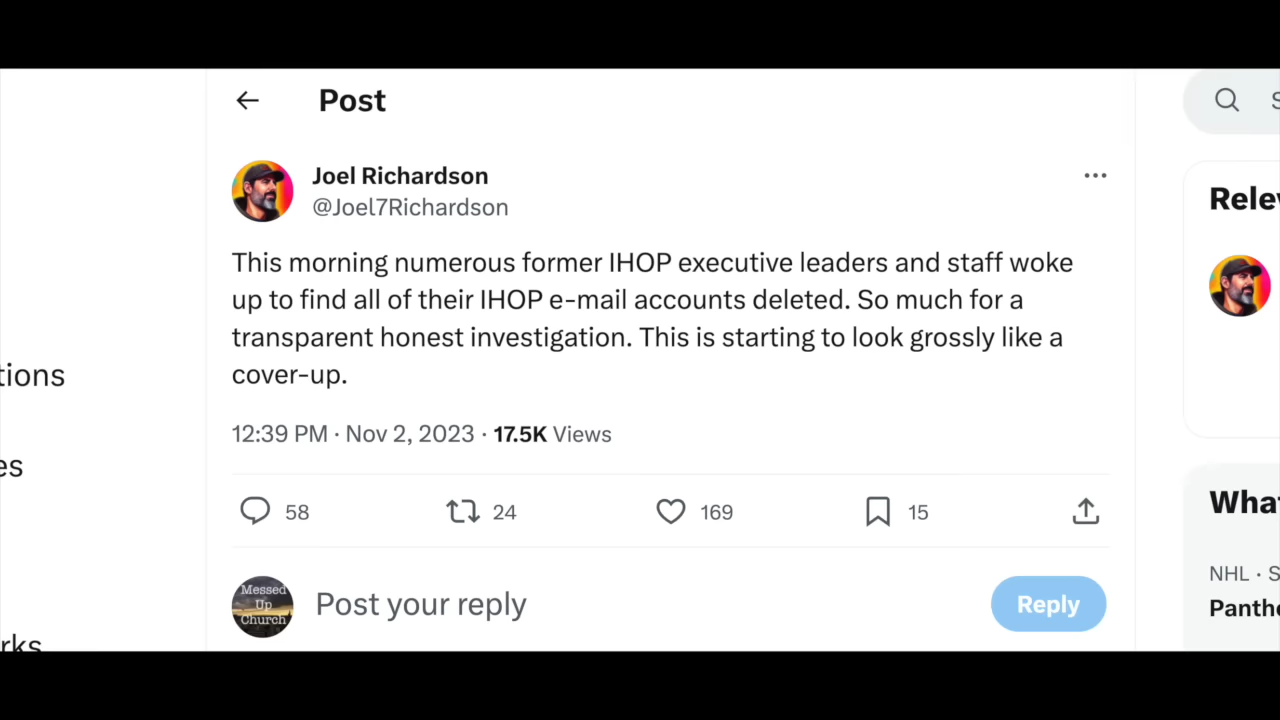 Post
Joel Richardson
@Joel7Richardson
This morning numerous former IHOP executive leaders and staff woke
up to find all of their IHOP e-mail accounts deleted. So much for a
transparent honest investigation. This is starting to look grossly like a
cover-up.
12:39 PM · Nov 2, 2023 · 17.5K Views
58 24 169 15
Messed
Up
Church
Post your reply
Reply
tions
es
rks
S
Rele
What
NHL · S
Panth